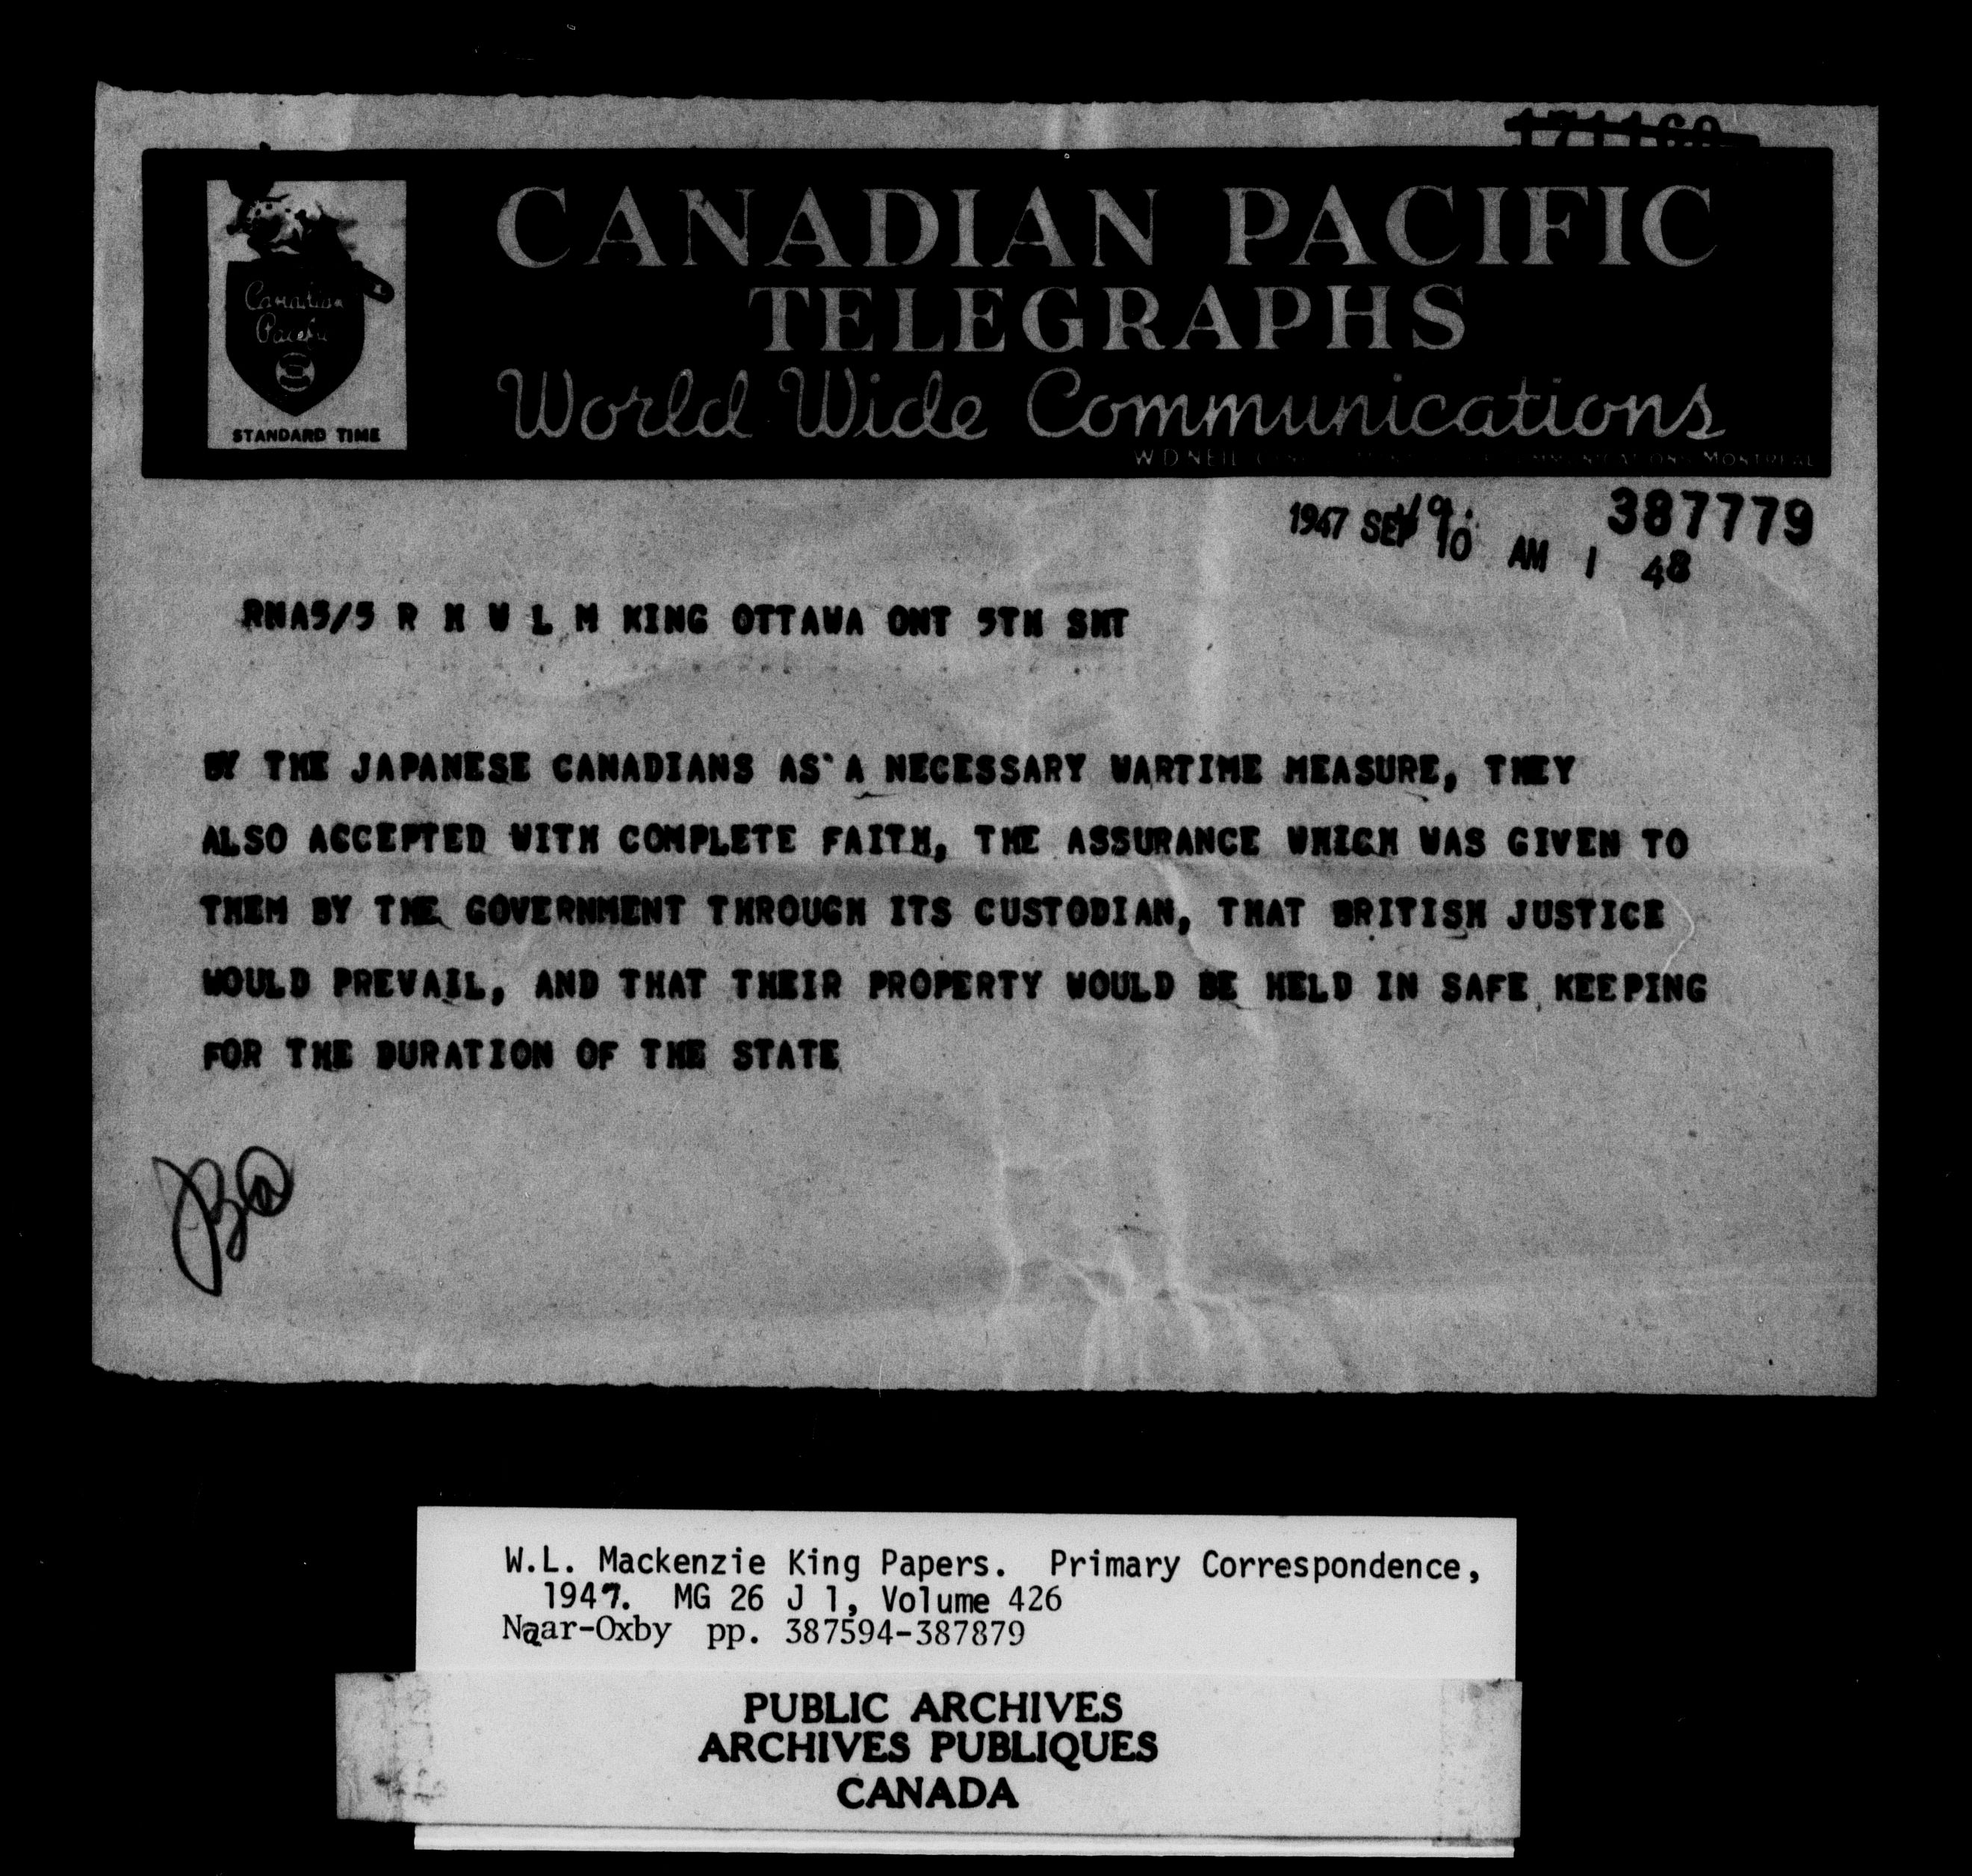 CANADIAN PACIFIC
TELEGRAPHS
World Wide Communications
Canadian
Pacific
STANDARD TIME
W.D. NEIL MONTREAL
387779
1947 SEP 10 AM 1 48
RNA5/5 R H W L M KING OTTAWA ONT 5TH SHT
BY THE JAPANESE CANADIANS AS A NECESSARY WARTIME MEASURE, THEY
ALSO ACCEPTED WITH COMPLETE FAITH, THE ASSURANCE WHICH WAS GIVEN TO
THEM BY THE GOVERNMENT THROUGH ITS CUSTODIAN, THAT BRITISH JUSTICE
WOULD PREVAIL, AND THAT THEIR PROPERTY WOULD BE HELD IN SAFE KEEPING
FOR THE DURATION OF THE STATE
W.L. Mackenzie King Papers. Primary Correspondence,
1947. MG 26 J 1, Volume 426
Naar-Oxby pp. 387594-387879
PUBLIC ARCHIVES
ARCHIVES PUBLIQUES
CANADA